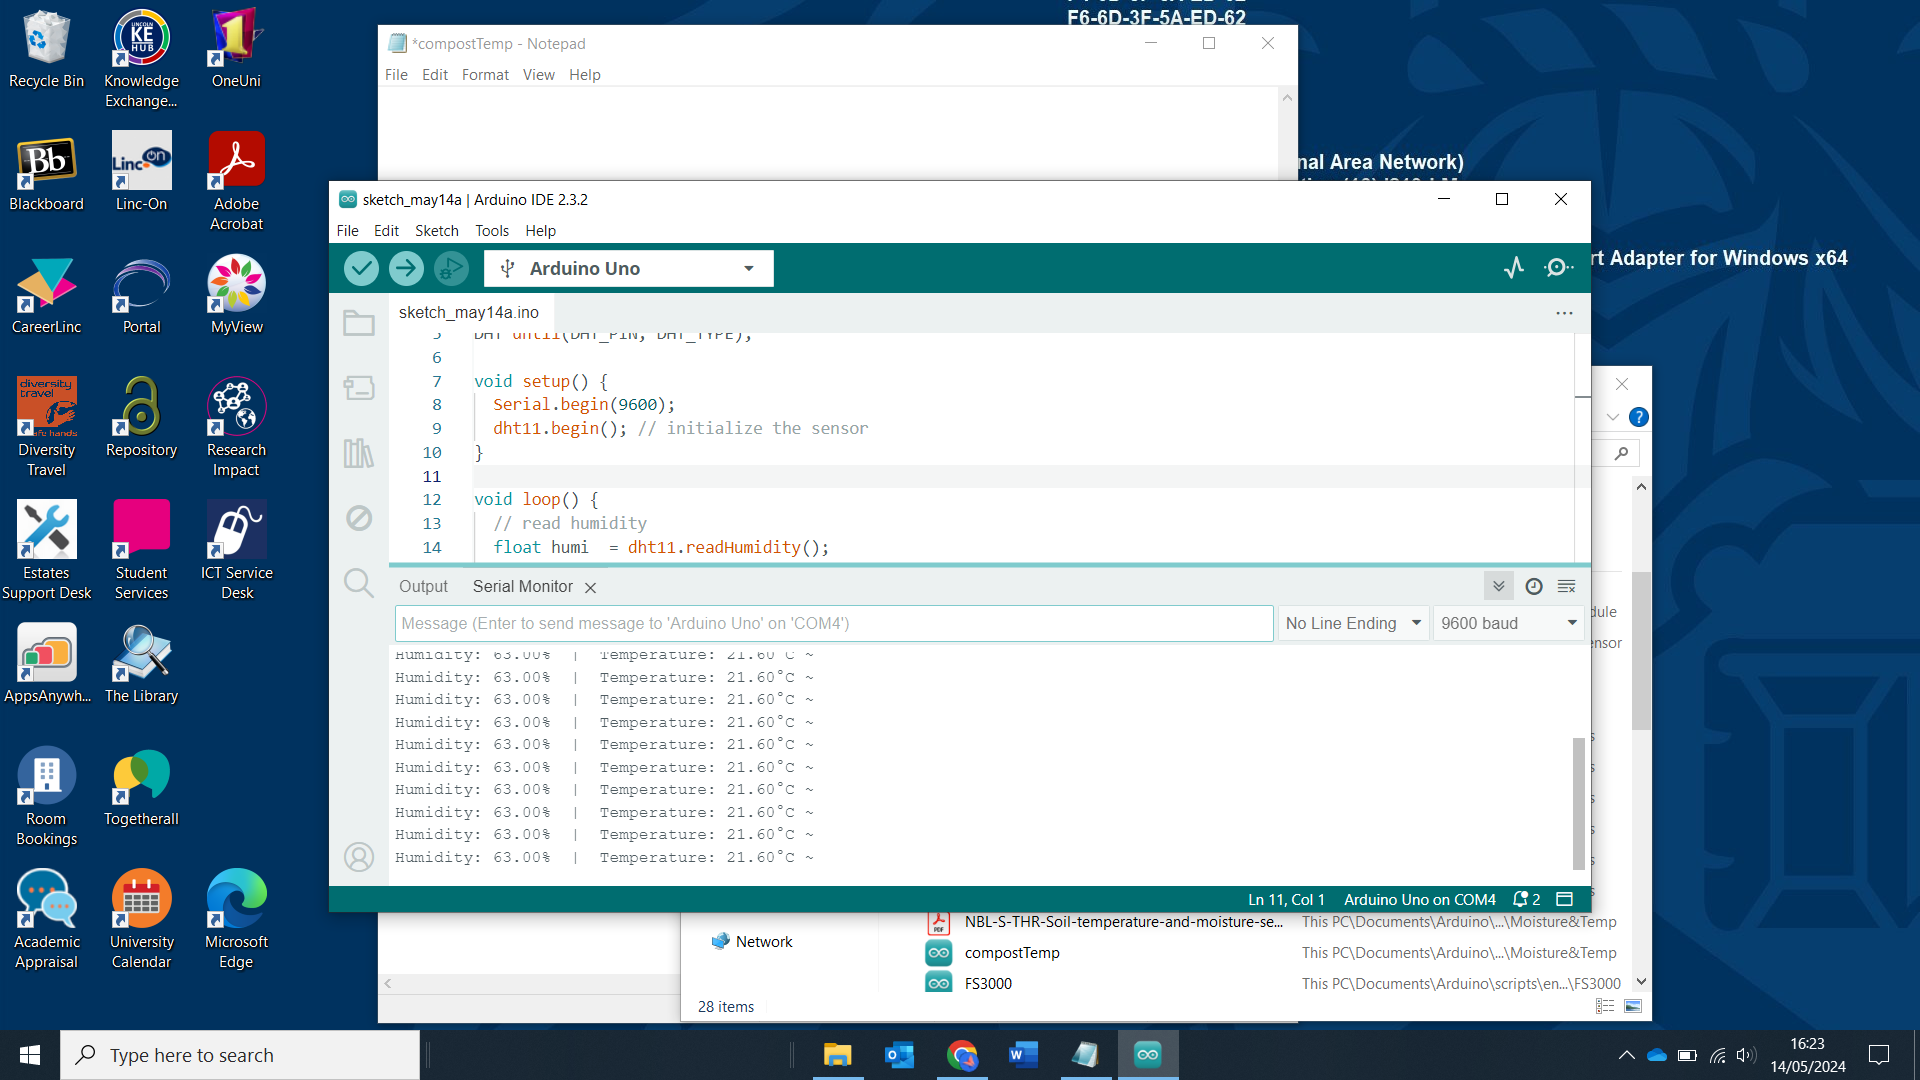 F6-6D-3F-5A-ED-62
*compostTemp - Notepad
File Edit Format View Help
nal Area Network)
rt Adapter for Windows x64
Recycle Bin
Knowledge Exchange...
KE HUB
LINCOLN
OneUni
Bb
Blackboard
Linc-On
Linc on
Adobe Acrobat
CareerLinc
Portal
MyView
diversity travel
safe hands
Diversity Travel
Repository
Research Impact
Estates Support Desk
Student Services
ICT Service Desk
AppsAnywh...
The Library
Room Bookings
Togetherall
Academic Appraisal
University Calendar
Microsoft Edge
sketch_may14a | Arduino IDE 2.3.2
File Edit Sketch Tools Help
Arduino Uno
sketch_may14a.ino
6
7 void setup() {
8 Serial.begin(9600);
9 dht11.begin(); // initialize the sensor
10 }
11
12 void loop() {
13 // read humidity
14 float humi  = dht11.readHumidity();
Output Serial Monitor
Message (Enter to send message to 'Arduino Uno' on 'COM4')
No Line Ending
9600 baud
Humidity: 63.00%  |  Temperature: 21.60°C ~
Humidity: 63.00%  |  Temperature: 21.60°C ~
Humidity: 63.00%  |  Temperature: 21.60°C ~
Humidity: 63.00%  |  Temperature: 21.60°C ~
Humidity: 63.00%  |  Temperature: 21.60°C ~
Humidity: 63.00%  |  Temperature: 21.60°C ~
Humidity: 63.00%  |  Temperature: 21.60°C ~
Humidity: 63.00%  |  Temperature: 21.60°C ~
Humidity: 63.00%  |  Temperature: 21.60°C ~
Humidity: 63.00%  |  Temperature: 21.60°C ~
Ln 11, Col 1 Arduino Uno on COM4 2
dule
ensor
Network
NBL-S-THR-Soil-temperature-and-moisture-se... This PC\Documents\Arduino\...\Moisture&Temp
compostTemp This PC\Documents\Arduino\...\Moisture&Temp
FS3000 This PC\Documents\Arduino\scripts\en...\FS3000
28 items
Type here to search
16:23
14/05/2024